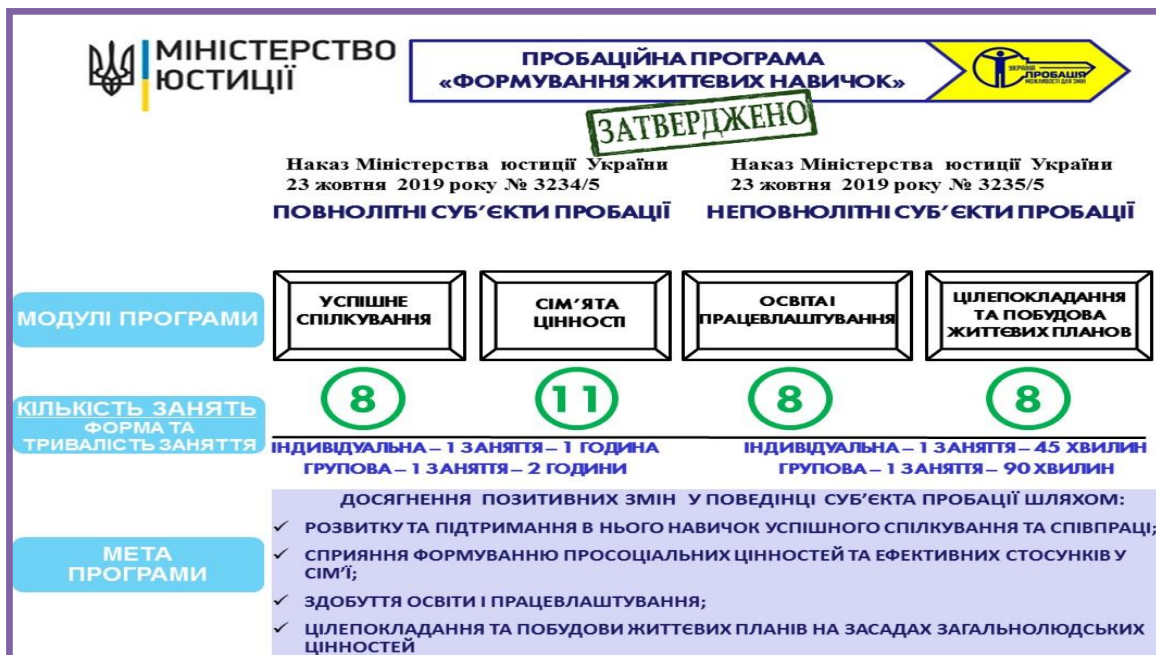 МІНІСТЕРСТВО
ЮСТИЦІЇ
ПРОБАЦІЙНА ПРОГРАМА
«ФОРМУВАННЯ ЖИТТЄВИХ НАВИЧОК»
УКРАЇНА
ПРОБАЦІЯ
МОЖЛИВОСТІ ДЛЯ ЗМІН
ЗАТВЕРДЖЕНО
Наказ Міністерства юстиції України
23 жовтня 2019 року № 3234/5
ПОВНОЛІТНІ СУБ’ЄКТИ ПРОБАЦІЇ
Наказ Міністерства юстиції України
23 жовтня 2019 року № 3235/5
НЕПОВНОЛІТНІ СУБ’ЄКТИ ПРОБАЦІЇ
МОДУЛІ ПРОГРАМИ
УСПІШНЕ
СПІЛКУВАННЯ
СІМ’ЯТА
ЦІННОСТІ
ОСВІТАІ
ПРАЦЕВЛАШТУВАННЯ
ЦІЛЕПОКЛАДАННЯ
ТА ПОБУДОВА
ЖИТТЄВИХ ПЛАНОВ
КІЛЬКІСТЬ ЗАНЯТЬ
ФОРМА ТА
ТРИВАЛІСТЬ ЗАНЯТТЯ
8
11
8
8
ІНДИВІДУАЛЬНА – 1 ЗАНЯТТЯ – 1 ГОДИНА
ГРУПОВА – 1 ЗАНЯТТЯ – 2 ГОДИНИ
ІНДИВІДУАЛЬНА – 1 ЗАНЯТТЯ – 45 ХВИЛИН
ГРУПОВА – 1 ЗАНЯТТЯ – 90 ХВИЛИН
МЕТА
ПРОГРАМИ
ДОСЯГНЕННЯ ПОЗИТИВНИХ ЗМІН У ПОВЕДІНЦІ СУБ’ЄКТА ПРОБАЦІЇ ШЛЯХОМ:
✓ РОЗВИТКУ ТА ПІДТРИМАННЯ В НЬОГО НАВИЧОК УСПІШНОГО СПІЛКУВАННЯ ТА СПІВПРАЦІ;
✓ СПРИЯННЯ ФОРМУВАННЮ ПРОСОЦІАЛЬНИХ ЦІННОСТЕЙ ТА ЕФЕКТИВНИХ СТОСУНКІВ У
СІМ’Ї;
✓ ЗДОБУТТЯ ОСВІТИ І ПРАЦЕВЛАШТУВАННЯ;
✓ ЦІЛЕПОКЛАДАННЯ ТА ПОБУДОВИ ЖИТТЄВИХ ПЛАНІВ НА ЗАСАДАХ ЗАГАЛЬНОЛЮДСЬКИХ
ЦІННОСТЕЙ